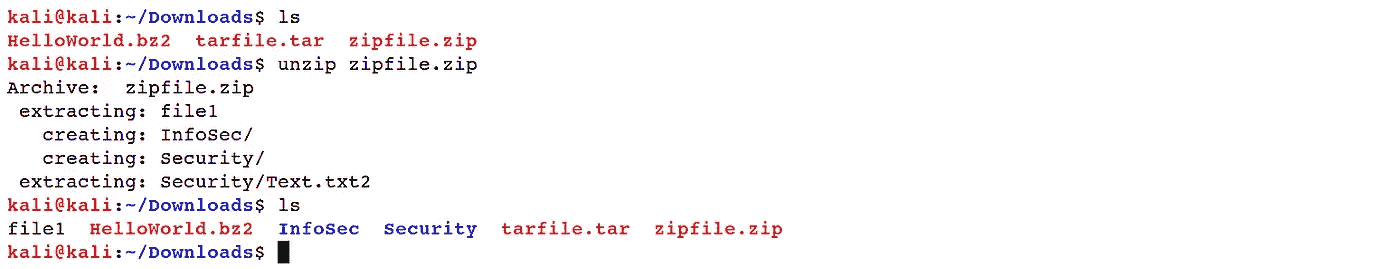 kali@kali:~/Downloads$ ls
HelloWorld.bz2  tarfile.tar  zipfile.zip
kali@kali:~/Downloads$ unzip zipfile.zip
Archive:  zipfile.zip
 extracting: file1
   creating: InfoSec/
   creating: Security/
 extracting: Security/Text.txt2
kali@kali:~/Downloads$ ls
file1  HelloWorld.bz2  InfoSec  Security  tarfile.tar  zipfile.zip
kali@kali:~/Downloads$